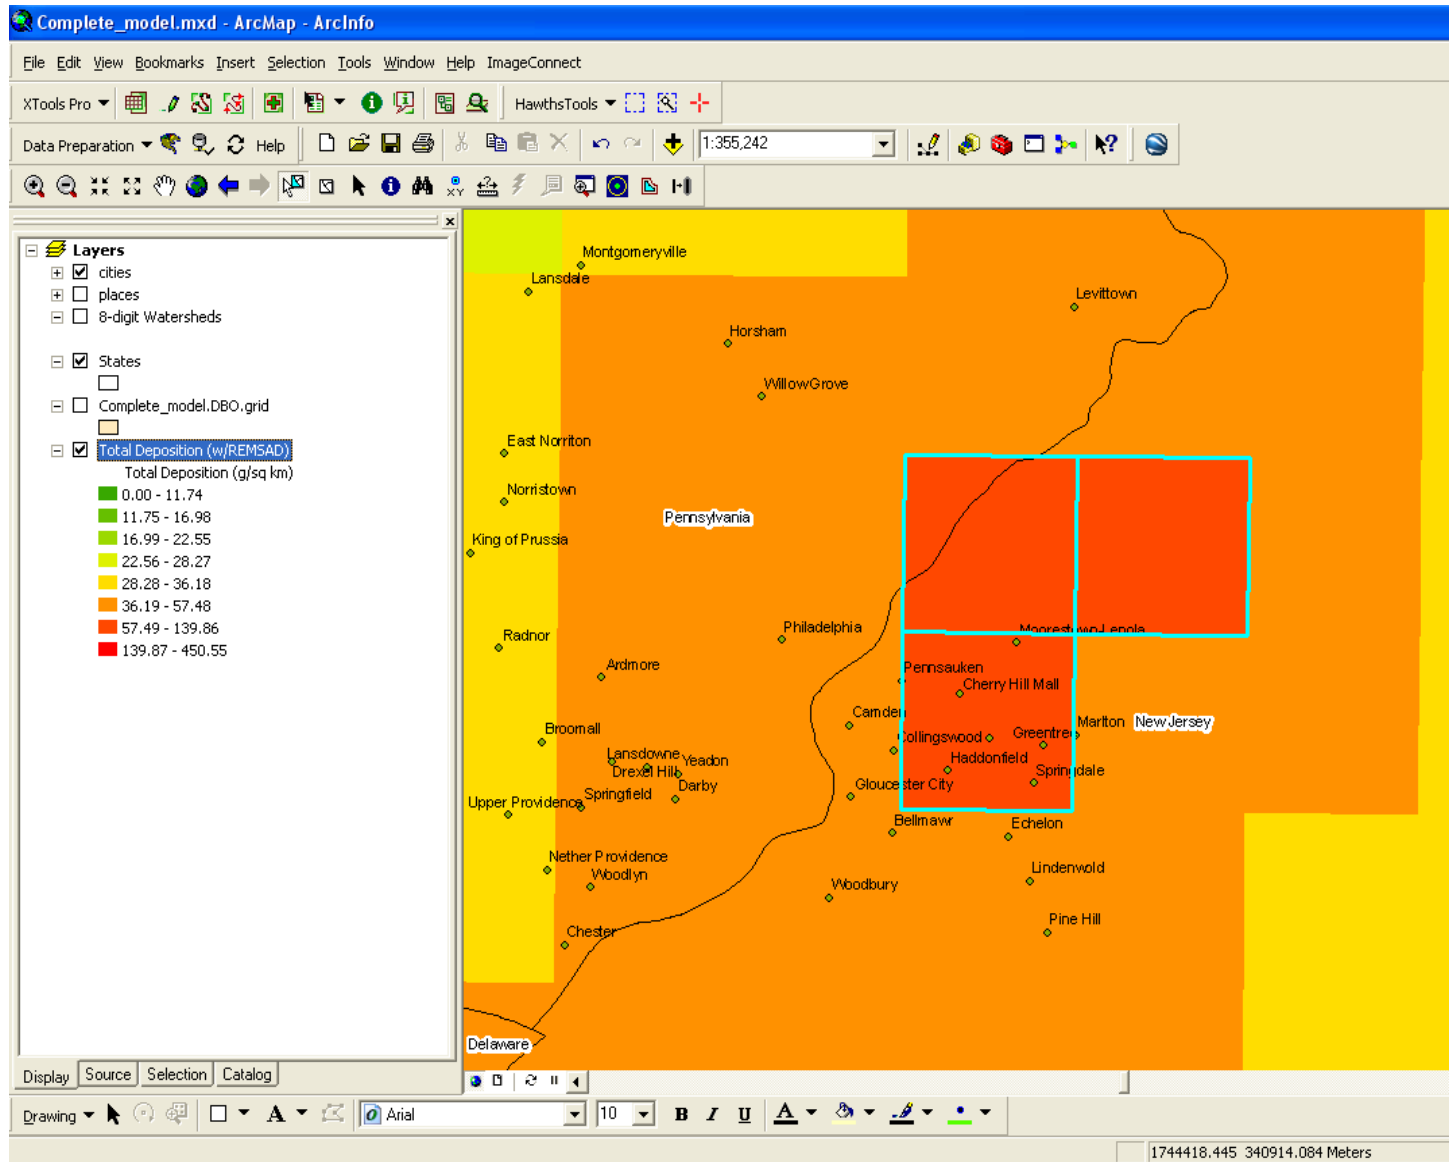 Complete_model.mxd - ArcMap - ArcInfo
File Edit View Bookmarks Insert Selection Tools Window Help ImageConnect
XTools Pro HawthsTools
Data Preparation Help 1:355,242
XY
Layers
cities
places
8-digit Watersheds
States
Complete_model.DBO.grid
Total Deposition (w/REMSAD)
Total Deposition (g/sq km)
0.00 - 11.74
11.75 - 16.98
16.99 - 22.55
22.56 - 28.27
28.28 - 36.18
36.19 - 57.48
57.49 - 139.86
139.87 - 450.55
Montgomeryville
Lansdale
Levittown
Horsham
WillowGrove
East Norriton
Norristown
Pennsylvania
King of Prussia
Philadelphia
Moorestown-Lenola
Radnor
Ardmore
Pennsauken
Cherry Hill Mall
Camden
Marlton
New Jersey
Broomall
Collingswood
Greentree
Lansdowne
Yeadon
Drexel Hill
Haddonfield
Springdale
Darby
Gloucester City
Upper Providence
Springfield
Bellmawr
Echelon
Nether Providence
Woodlyn
Lindenwold
Woodbury
Pine Hill
Chester
Delaware
Display Source Selection Catalog
Drawing A Arial 10 B I U A
1744418.445 340914.084 Meters